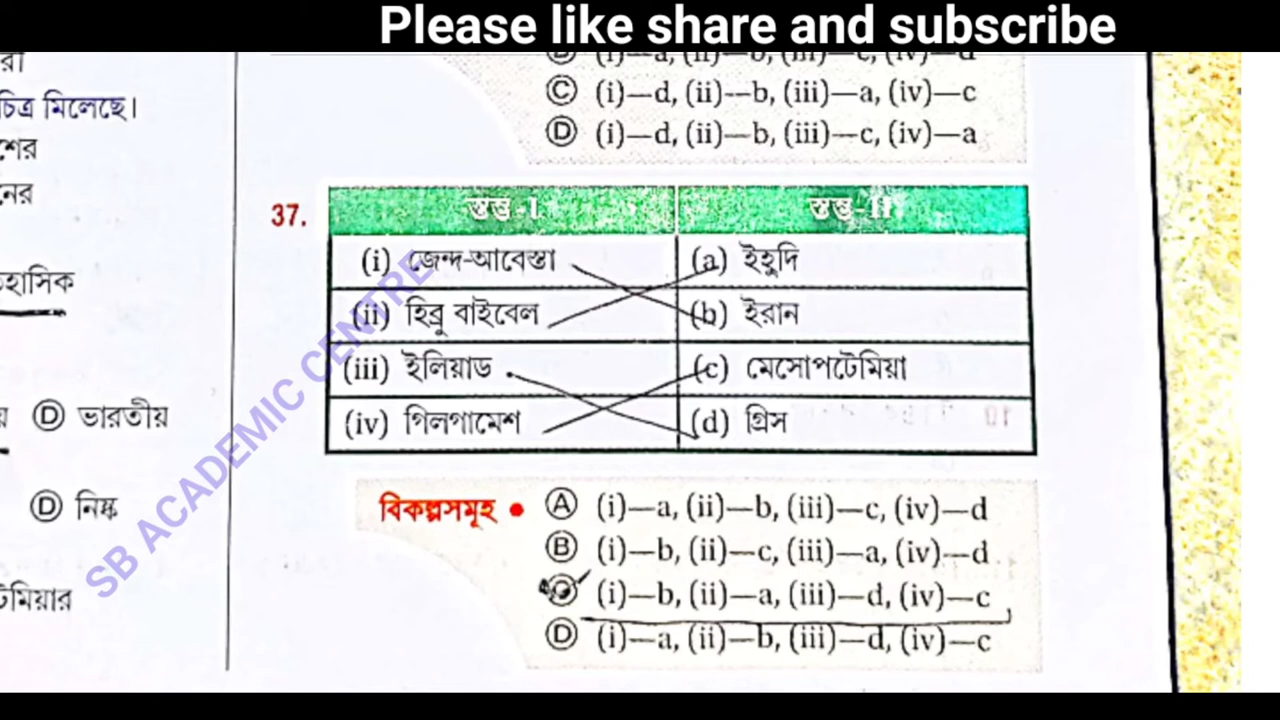 Please like share and subscribe
চিত্র মিলেছে।
D ভারতীয়
D নিষ্ক
C (i)—d, (ii)--b, (iii)—a, (iv)—c
D (i)—d, (ii)—b, (iii)—c, (iv)—a
37. স্তম্ভ-I স্তম্ভ-II
(i) জেন্দ-আবেস্তা (a) ইহুদি
(ii) হিব্রু বাইবেল (b) ইরান
(iii) ইলিয়াড (c) মেসোপটেমিয়া
(iv) গিলগামেশ (d) গ্রিস
বিকল্পসমূহ • A (i)—a, (ii)—b, (iii)—c, (iv)—d
B (i)—b, (ii)—c, (iii)—a, (iv)—d
(i)—b, (ii)—a, (iii)—d, (iv)—c
D (i)—a, (ii)—b, (iii)—d, (iv)—c
SB ACADEMIC CENTRE